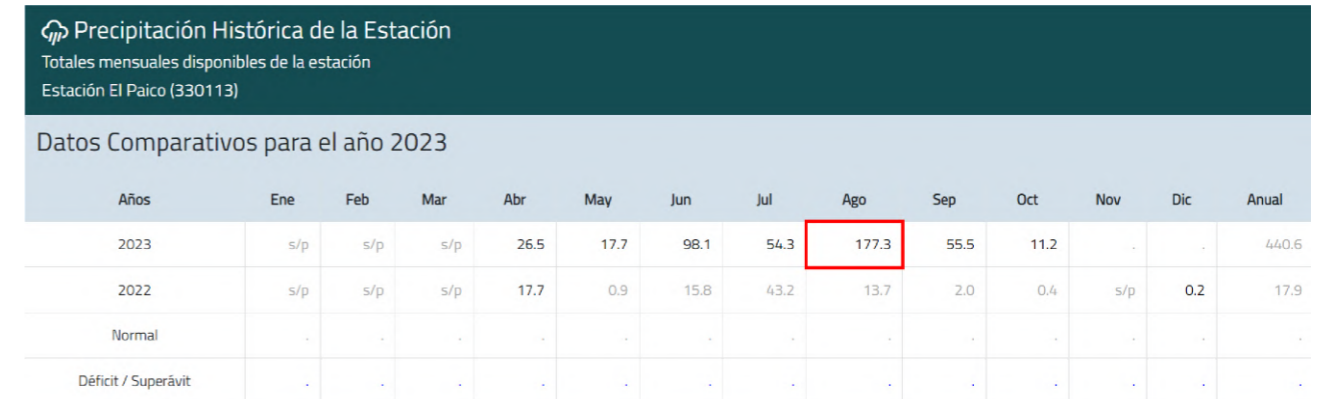 Precipitación Histórica de la Estación
Totales mensuales disponibles de la estación
Estación El Paico (330113)
Datos Comparativos para el año 2023
Años Ene Feb Mar Abr May Jun Jul Ago Sep Oct Nov Dic Anual
2023 s/p s/p s/p 26.5 17.7 98.1 54.3 177.3 55.5 11.2 . . 440.6
2022 s/p s/p s/p 17.7 0.9 15.8 43.2 13.7 2.0 0.4 s/p 0.2 17.9
Normal . . . . . . . . . . . . .
Déficit / Superávit . . . . . . . . . . . . .